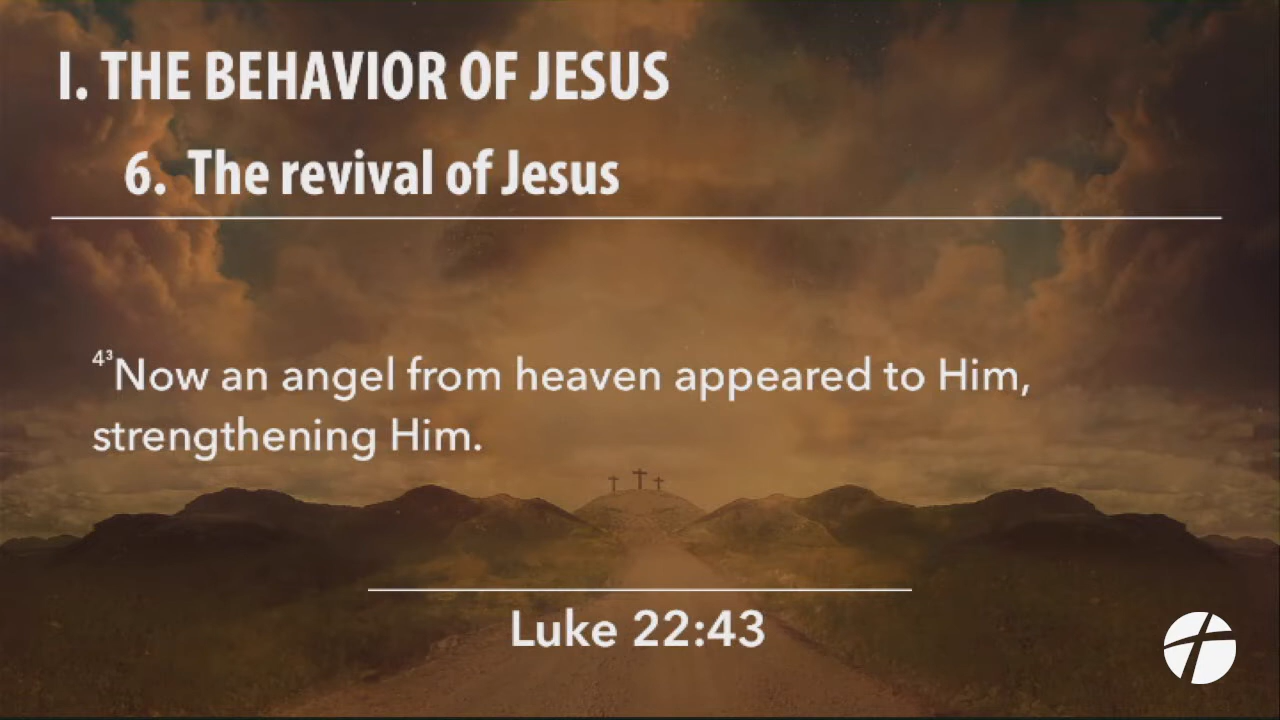 I. THE BEHAVIOR OF JESUS
6. The revival of Jesus
⁴³Now an angel from heaven appeared to Him,
strengthening Him.
Luke 22:43